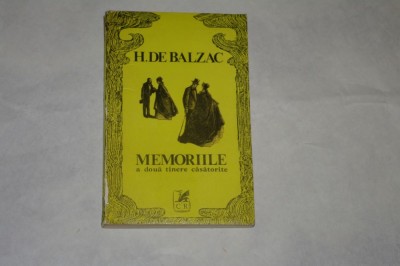 H. DE BALZAC
MEMORIILE
a două tinere căsătorite
C R